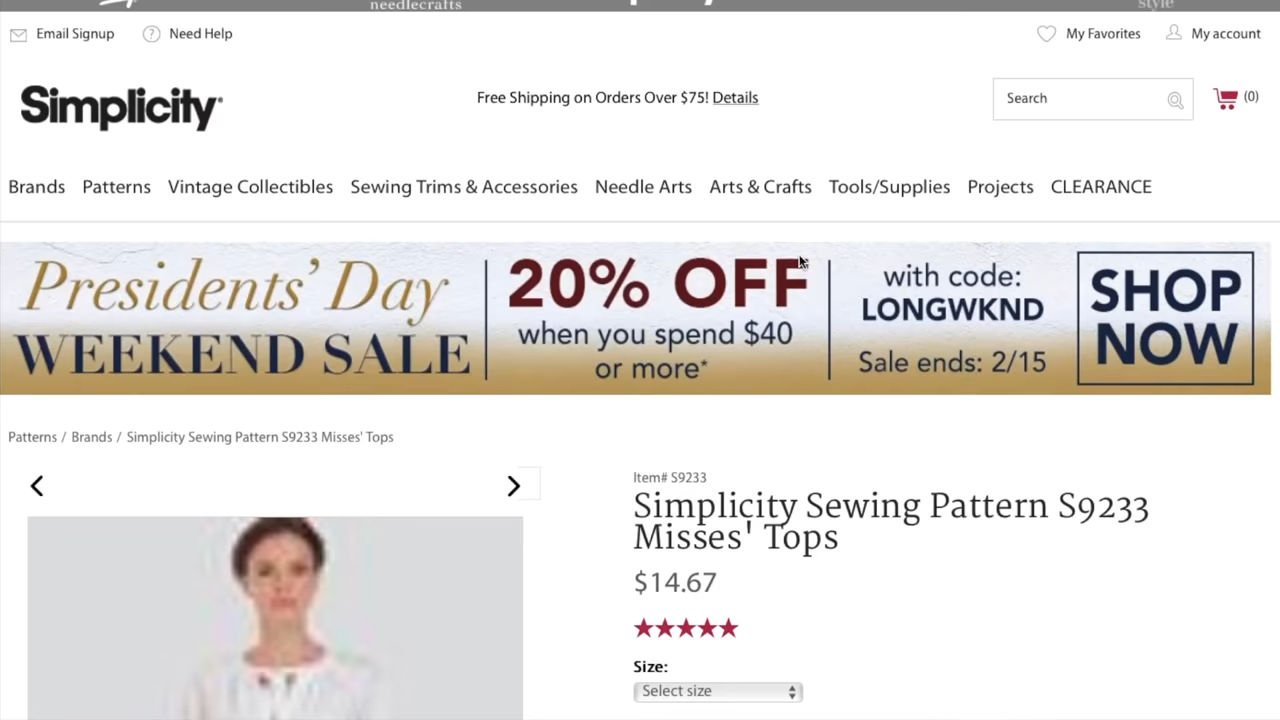 needlecrafts
style
Email Signup
Need Help
My Favorites
My account
Simplicity
Free Shipping on Orders Over $75! Details
Search
(0)
Brands Patterns Vintage Collectibles Sewing Trims & Accessories Needle Arts Arts & Crafts Tools/Supplies Projects CLEARANCE
Presidents' Day
WEEKEND SALE
20% OFF
when you spend $40
or more*
with code:
LONGWKND
Sale ends: 2/15
SHOP
NOW
Patterns / Brands / Simplicity Sewing Pattern S9233 Misses' Tops
Item# S9233
Simplicity Sewing Pattern S9233
Misses' Tops
$14.67
Size:
Select size